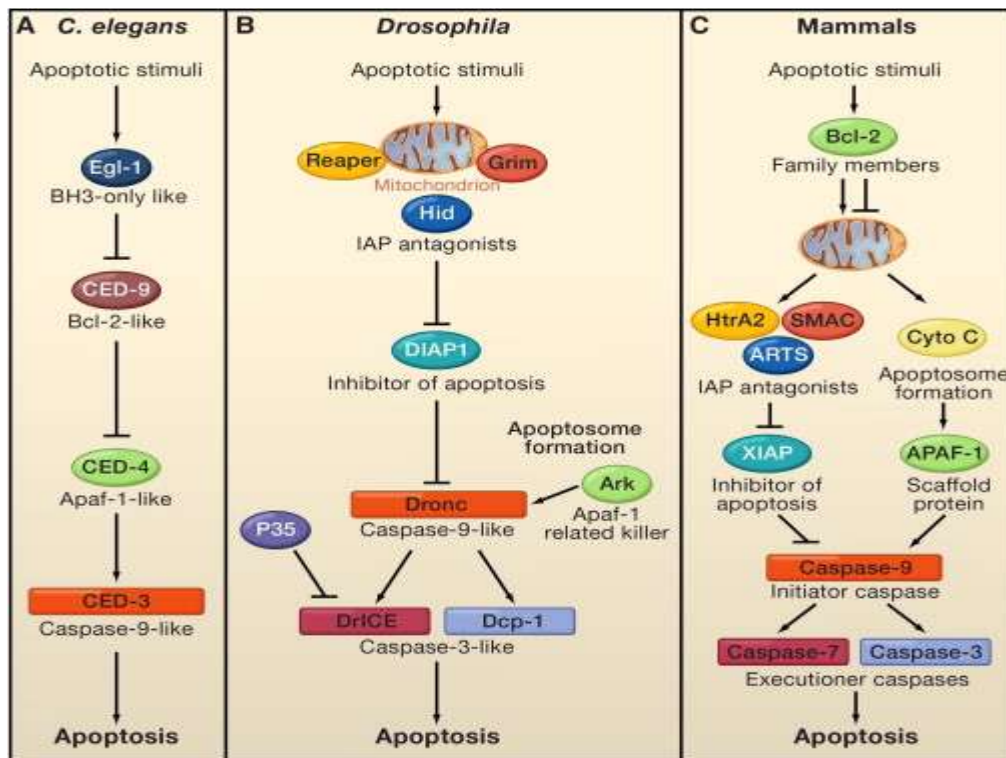 A C. elegans
Apoptotic stimuli
Egl-1
BH3-only like
CED-9
Bcl-2-like
CED-4
Apaf-1-like
CED-3
Caspase-9-like
Apoptosis
B Drosophila
Apoptotic stimuli
Reaper
Grim
Mitochondrion
Hid
IAP antagonists
DIAP1
Inhibitor of apoptosis
Apoptosome
formation
Dronc
Ark
Caspase-9-like
Apaf-1
related killer
P35
DrICE
Dcp-1
Caspase-3-like
Apoptosis
C Mammals
Apoptotic stimuli
Bcl-2
Family members
HtrA2
SMAC
ARTS
IAP antagonists
Cyto C
Apoptosome
formation
XIAP
Inhibitor of
apoptosis
APAF-1
Scaffold
protein
Caspase-9
Initiator caspase
Caspase-7
Caspase-3
Executioner caspases
Apoptosis